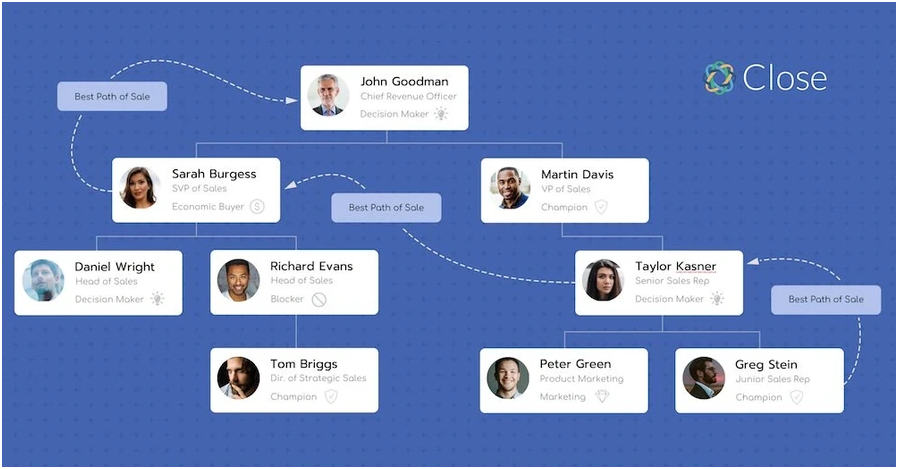 Close
John Goodman
Chief Revenue Officer
Decision Maker
Best Path of Sale
Sarah Burgess
SVP of Sales
Economic Buyer
Martin Davis
VP of Sales
Champion
Best Path of Sale
Daniel Wright
Head of Sales
Decision Maker
Richard Evans
Head of Sales
Blocker
Taylor Kasner
Senior Sales Rep
Decision Maker
Best Path of Sale
Tom Briggs
Dir. of Strategic Sales
Champion
Peter Green
Product Marketing
Marketing
Greg Stein
Junior Sales Rep
Champion